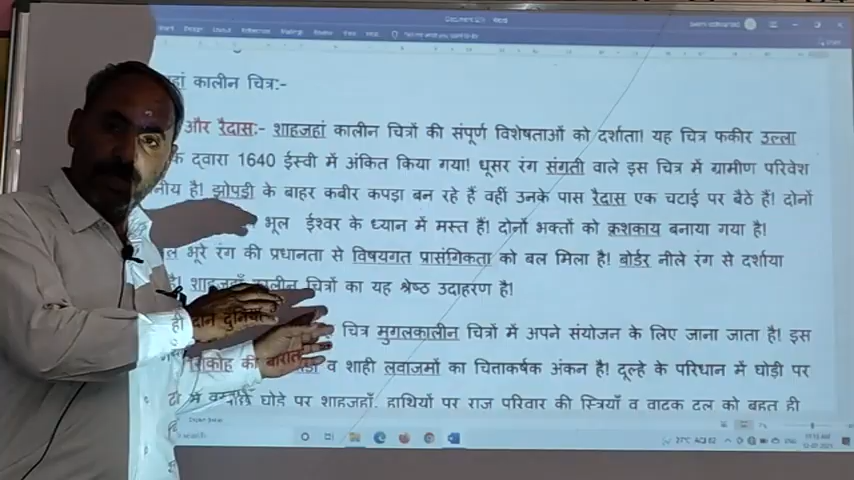 कालीन चित्र:-
और रैदास:- शाहजहां कालीन चित्रों की संपूर्ण विशेषताओं को दर्शाता! यह चित्र फकीर उल्ला
के द्वारा 1640 ईस्वी में अंकित किया गया! धूसर रंग संगती वाले इस चित्र में ग्रामीण परिवेश
है! झोपड़ी के बाहर कबीर कपड़ा बन रहे हैं वहीं उनके पास रैदास एक चटाई पर बैठे हैं! दोनों
भूल ईश्वर के ध्यान में मस्त हैं! दोनों भक्तों को क्रशकाय बनाया गया है!
भूरे रंग की प्रधानता से विषयगत प्रासंगिकता को बल मिला है! बोर्डर नीले रंग से दर्शाया
है! शाहजहाँ कालीन चित्रों का यह श्रेष्ठ उदाहरण है!
चित्र मुगलकालीन चित्रों में अपने संयोजन के लिए जाना जाता है! इस
की बारात व शाही लवाजमों का चिताकर्षक अंकन है! दूल्हे के परिधान में घोड़ी पर
घोड़े पर शाहजहाँ, हाथियों पर राज परिवार की स्त्रियाँ व वादक दल को बहुत ही